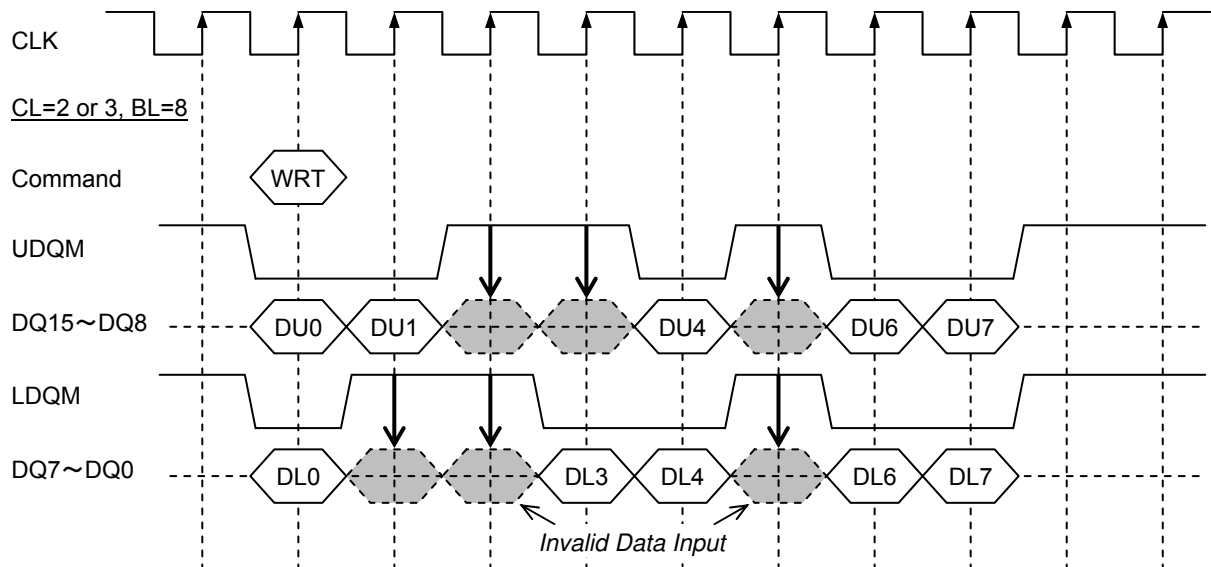 CLK
CL=2 or 3, BL=8
Command WRT
UDQM
DQ15～DQ8 DU0 DU1 DU4 DU6 DU7
LDQM
DQ7～DQ0 DL0 DL3 DL4 DL6 DL7
Invalid Data Input